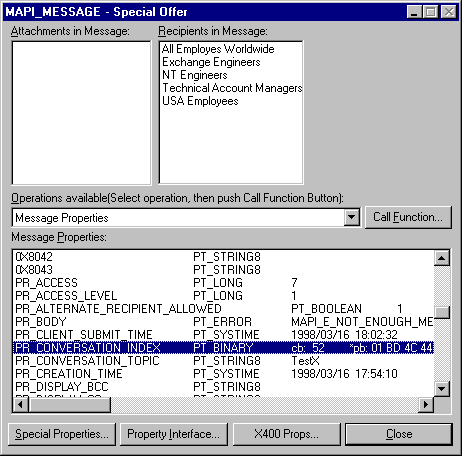 MAPI_MESSAGE - Special Offer
Attachments in Message:
Recipients in Message:
All Employes Worldwide
Exchange Engineers
NT Engineers
Technical Account Managers
USA Employees
Operations available(Select operation, then push Call Function Button):
Message Properties
Call Function...
Message Properties:
0X8042 PT_STRING8
0X8043 PT_STRING8
PR_ACCESS PT_LONG 7
PR_ACCESS_LEVEL PT_LONG 1
PR_ALTERNATE_RECIPIENT_ALLOWED PT_BOOLEAN 1
PR_BODY PT_ERROR MAPI_E_NOT_ENOUGH_ME
PR_CLIENT_SUBMIT_TIME PT_SYSTIME 1998/03/16 18:02:32
PR_CONVERSATION_INDEX PT_BINARY cb: 52 *pb: 01 BD 4C 44
PR_CONVERSATION_TOPIC PT_STRING8 TestX
PR_CREATION_TIME PT_SYSTIME 1998/03/16 17:54:10
PR_DISPLAY_BCC PT_STRING8
Special Properties...
Property Interface...
X400 Props...
Close